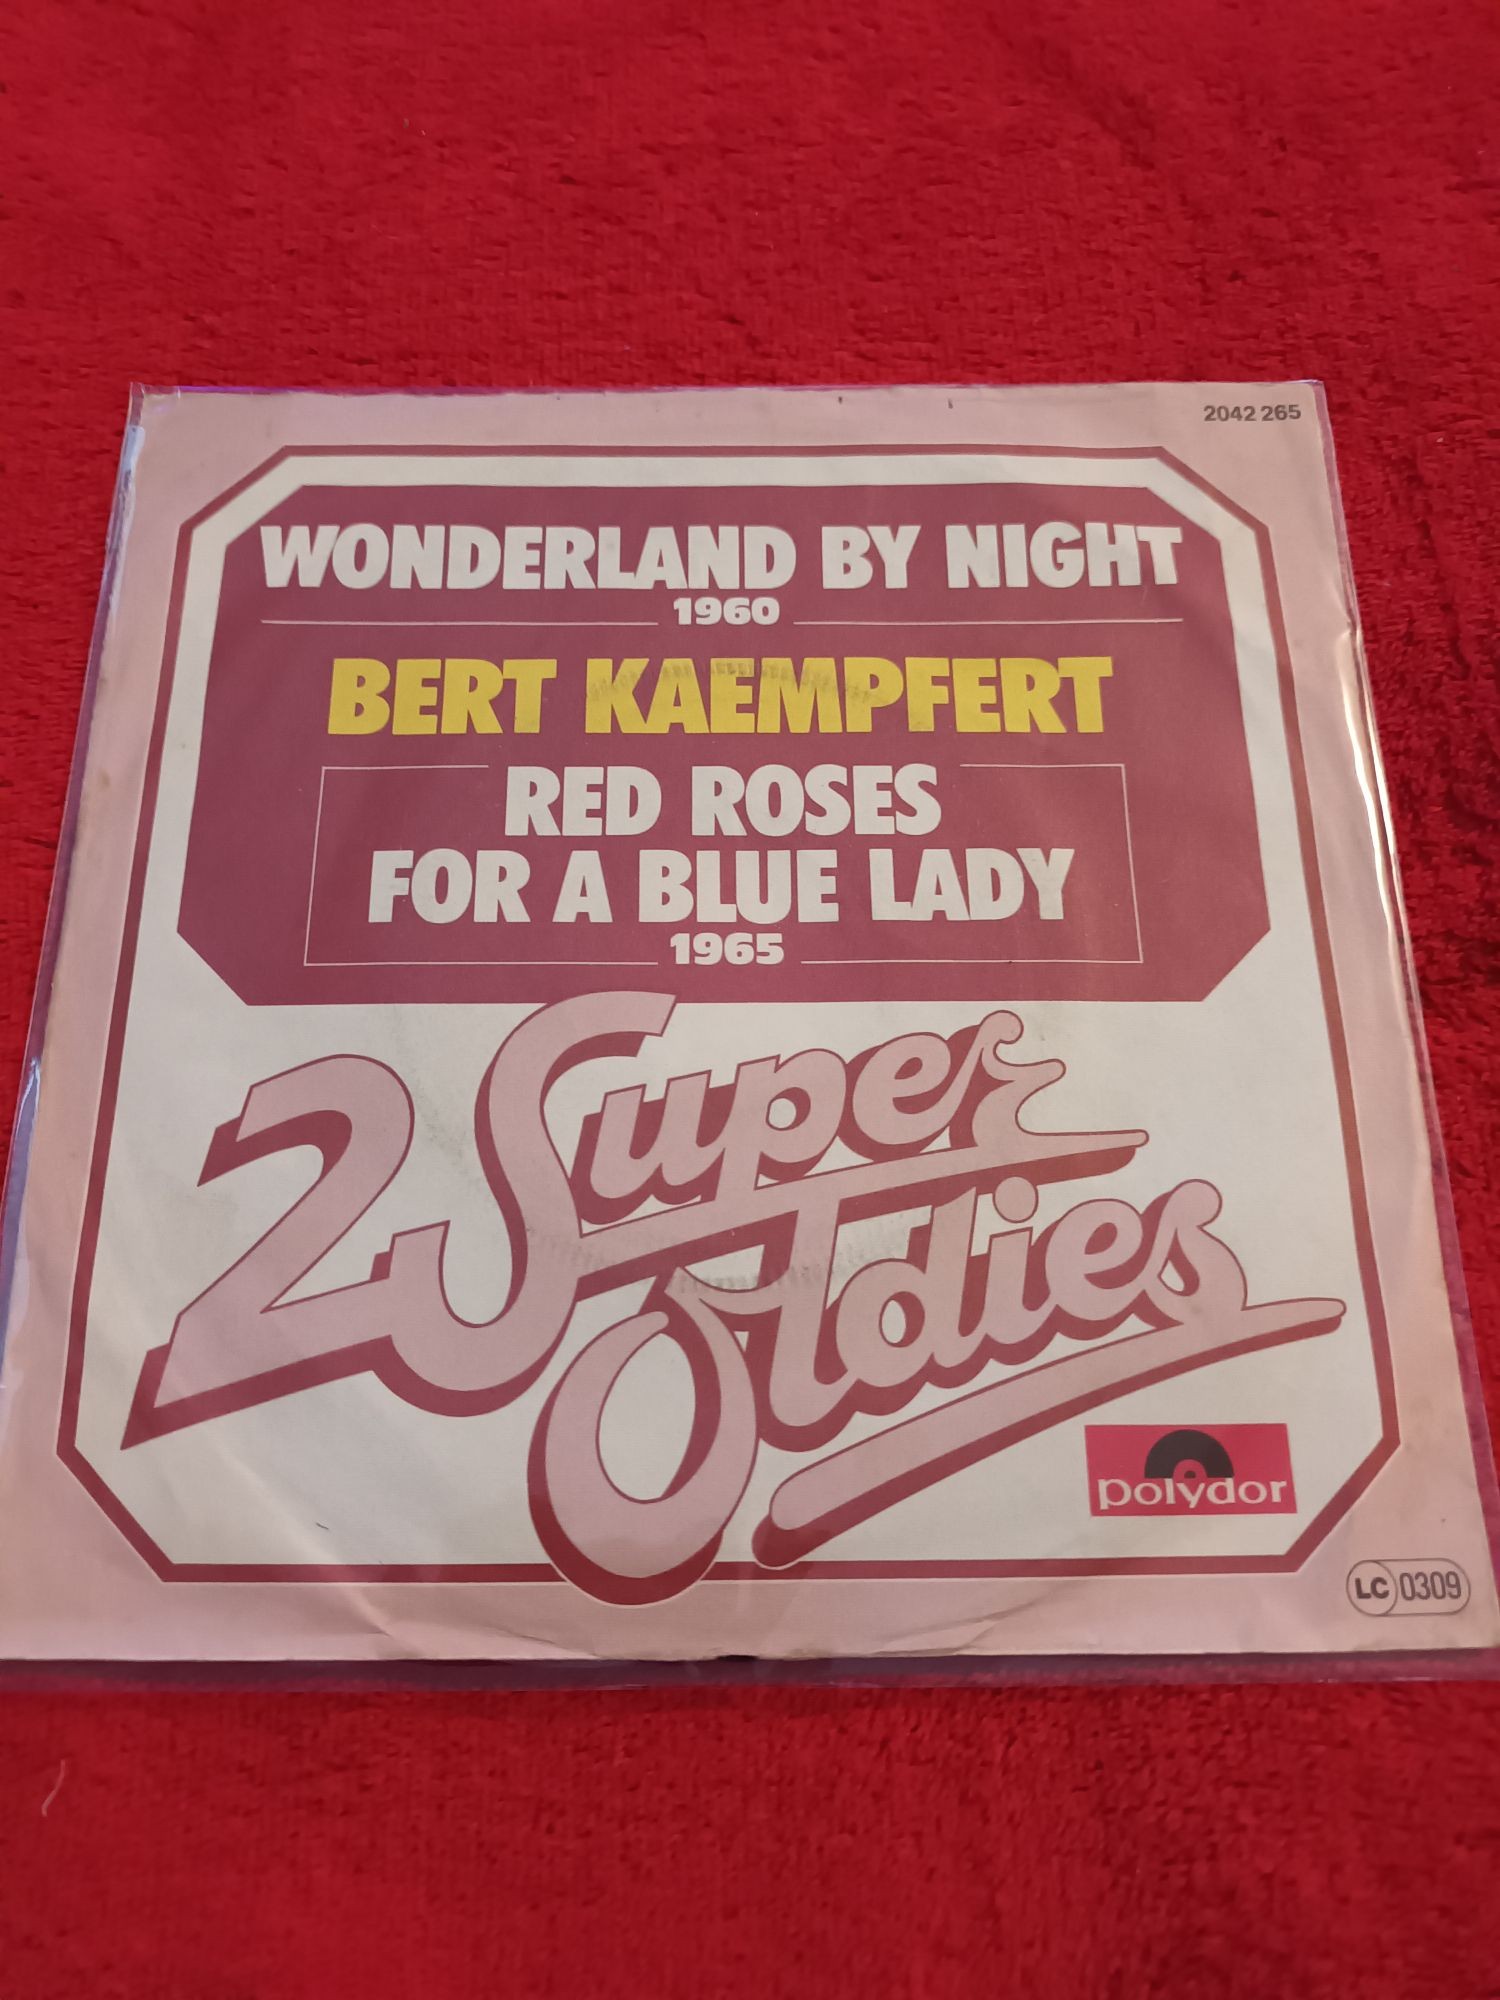 2042 265
WONDERLAND BY NIGHT
1960
BERT KAEMPFERT
RED ROSES
FOR A BLUE LADY
1965
2 Super
Oldies
polydor
LC 0309